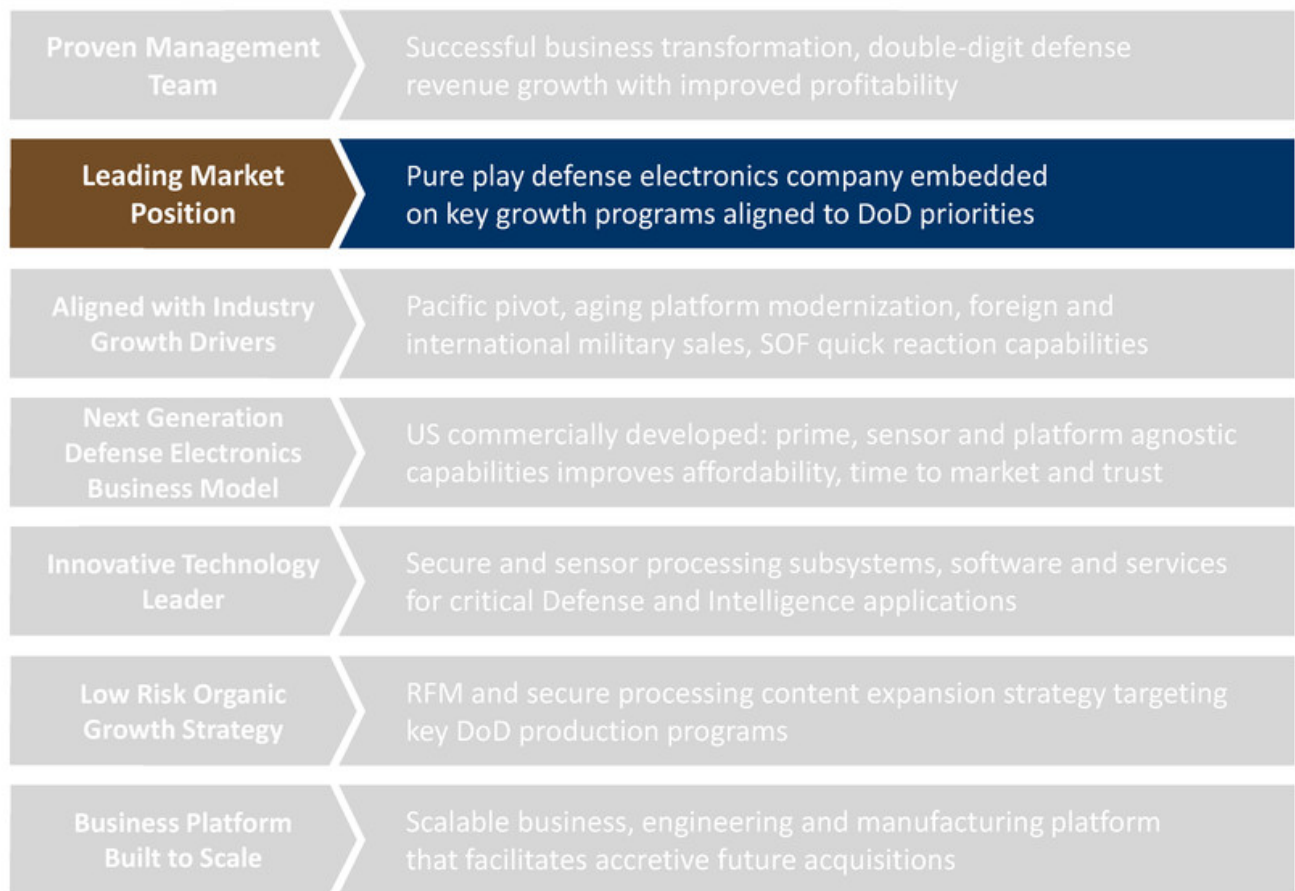 Proven Management
Team
Successful business transformation, double-digit defense
revenue growth with improved profitability
Leading Market
Position
Pure play defense electronics company embedded
on key growth programs aligned to DoD priorities
Aligned with Industry
Growth Drivers
Pacific pivot, aging platform modernization, foreign and
international military sales, SOF quick reaction capabilities
Next Generation
Defense Electronics
Business Model
US commercially developed: prime, sensor and platform agnostic
capabilities improves affordability, time to market and trust
Innovative Technology
Leader
Secure and sensor processing subsystems, software and services
for critical Defense and Intelligence applications
Low Risk Organic
Growth Strategy
RFM and secure processing content expansion strategy targeting
key DoD production programs
Business Platform
Built to Scale
Scalable business, engineering and manufacturing platform
that facilitates accretive future acquisitions